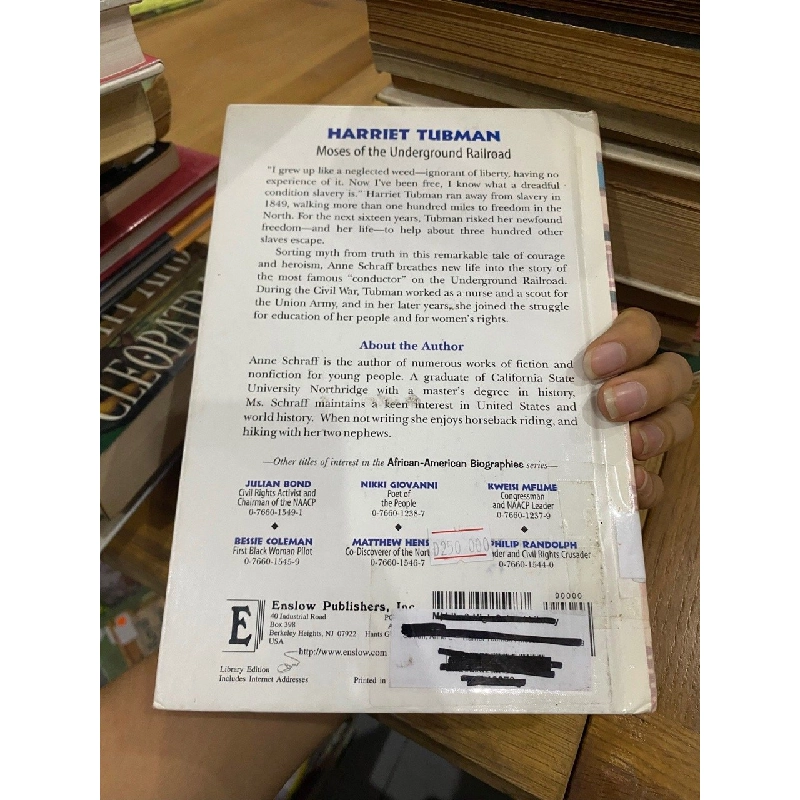 HARRIET TUBMAN
Moses of the Underground Railroad
"I grew up like a neglected weed—ignorant of liberty, having no
experience of it. Now I've been free, I know what a dreadful
condition slavery is." Harriet Tubman ran away from slavery in
1849, walking more than one hundred miles to freedom in the
North. For the next sixteen years, Tubman risked her newfound
freedom—and her life—to help about three hundred other
slaves escape.
Sorting myth from truth in this remarkable tale of courage
and heroism, Anne Schraff breathes new life into the story of
the most famous "conductor" on the Underground Railroad.
During the Civil War, Tubman worked as a nurse and a scout for
the Union Army, and in her later years, she joined the struggle
for education of her people and for women's rights.
About the Author
Anne Schraff is the author of numerous works of fiction and
nonfiction for young people. A graduate of California State
University Northridge with a master's degree in history,
Ms. Schraff maintains a keen interest in United States and
world history. When not writing she enjoys horseback riding, and
hiking with her two nephews.
—Other titles of interest in the African-American Biographies series—
JULIAN BOND
Civil Rights Activist and
Chairman of the NAACP
0-7660-1549-1
NIKKI GIOVANNI
Poet of
the People
0-7660-1238-7
KWEISI MFUME
Congressman
and NAACP Leader
0-7660-1237-9
BESSIE COLEMAN
First Black Woman Pilot
0-7660-1545-9
MATTHEW HENS
Co-Discoverer of the Nort
0-7660-1546-7
PHILIP RANDOLPH
der and Civil Rights Crusader
0-7660-1544-0
0250 000
00000
E
Enslow Publishers, Inc
40 Industrial Road
Box 398
Berkeley Heights, NJ 07922
USA
PO
Hants G
http://www.enslow.com
Library Edition
Includes Internet Addresses
Printed in
CLEOPAT